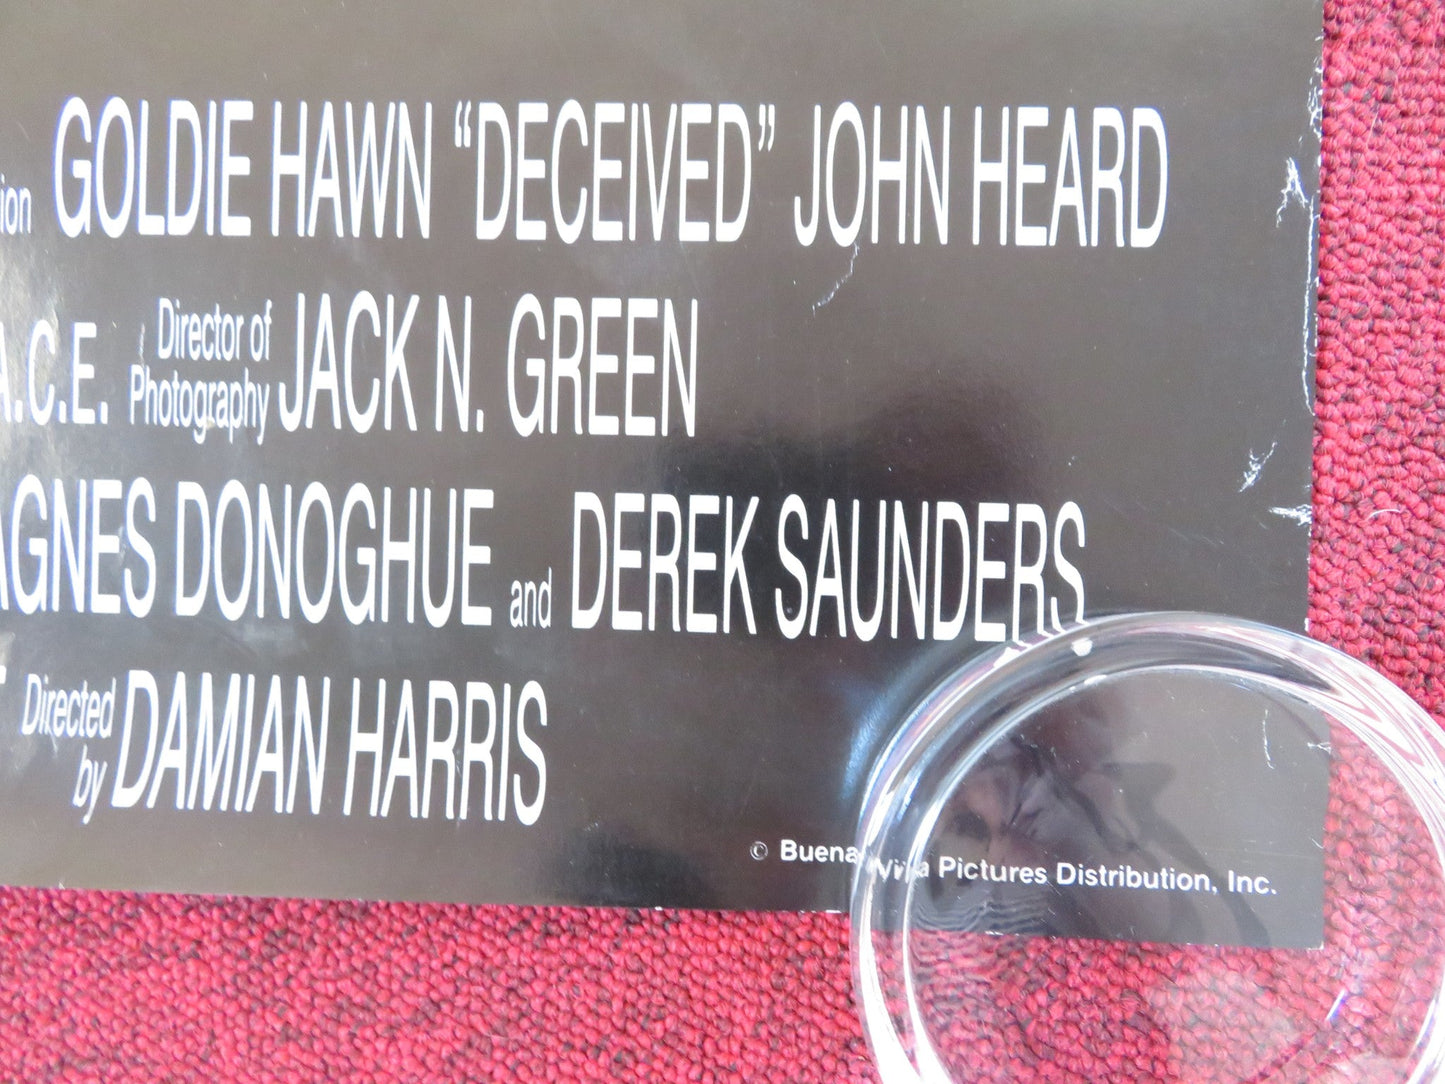 GOLDIE HAWN “DECEIVED” JOHN HEARD
A.C.E. Director of Photography JACK N. GREEN
AGNES DONOGHUE and DEREK SAUNDERS
Directed by DAMIAN HARRIS
© Buena Vista Pictures Distribution, Inc.